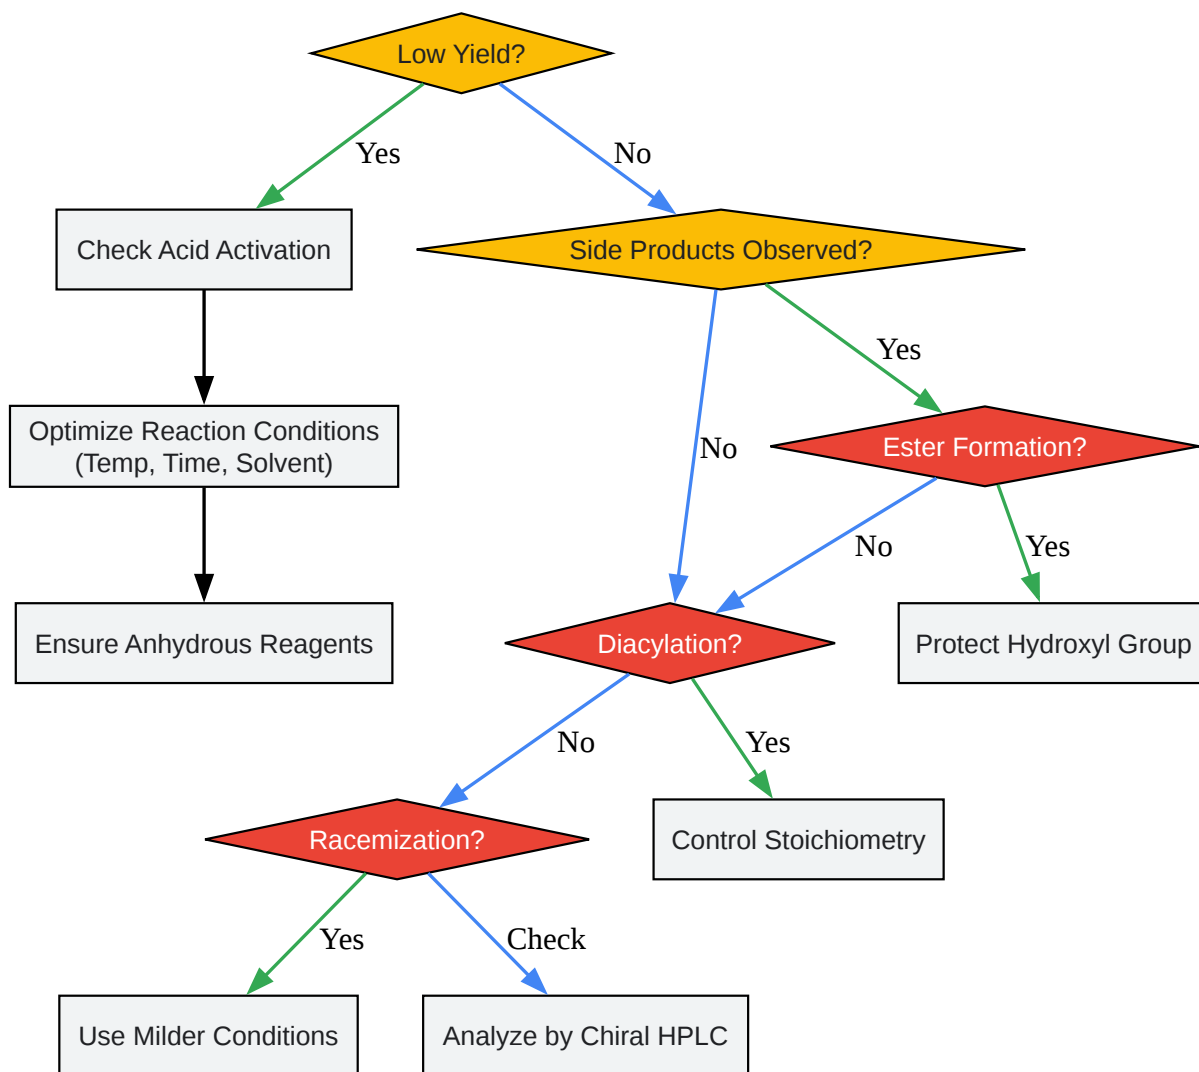 Low Yield?
Yes
No
Check Acid Activation
Side Products Observed?
Yes
Optimize Reaction Conditions
(Temp, Time, Solvent)
No
Ester Formation?
No
Yes
Ensure Anhydrous Reagents
Diacylation?
Protect Hydroxyl Group
No
Yes
Racemization?
Control Stoichiometry
Yes
Check
Use Milder Conditions
Analyze by Chiral HPLC